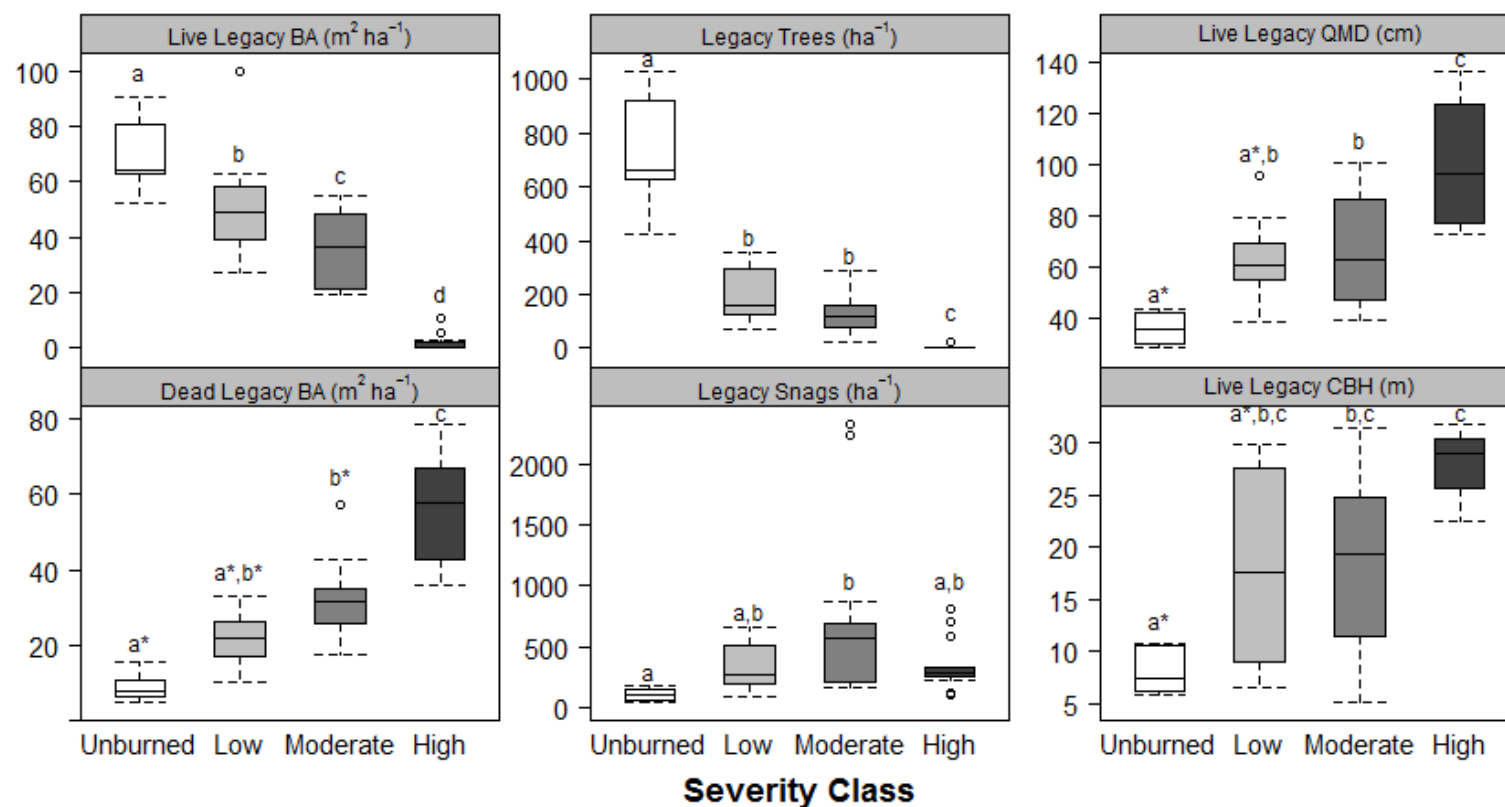 Live Legacy BA (m² ha⁻¹)
100
80
60
40
20
0
a
b
c
d
Legacy Trees (ha⁻¹)
1000
800
600
400
200
0
a
b
b
c
Live Legacy QMD (cm)
140
120
100
80
60
40
a*
a*,b
b
c
Dead Legacy BA (m² ha⁻¹)
80
60
40
20
a*
a*,b*
b*
c
Unburned Low Moderate High
Legacy Snags (ha⁻¹)
2000
1500
1000
500
0
a
a,b
b
a,b
Unburned Low Moderate High
Live Legacy CBH (m)
30
25
20
15
10
5
a*
a*,b,c
b,c
c
Unburned Low Moderate High
Severity Class